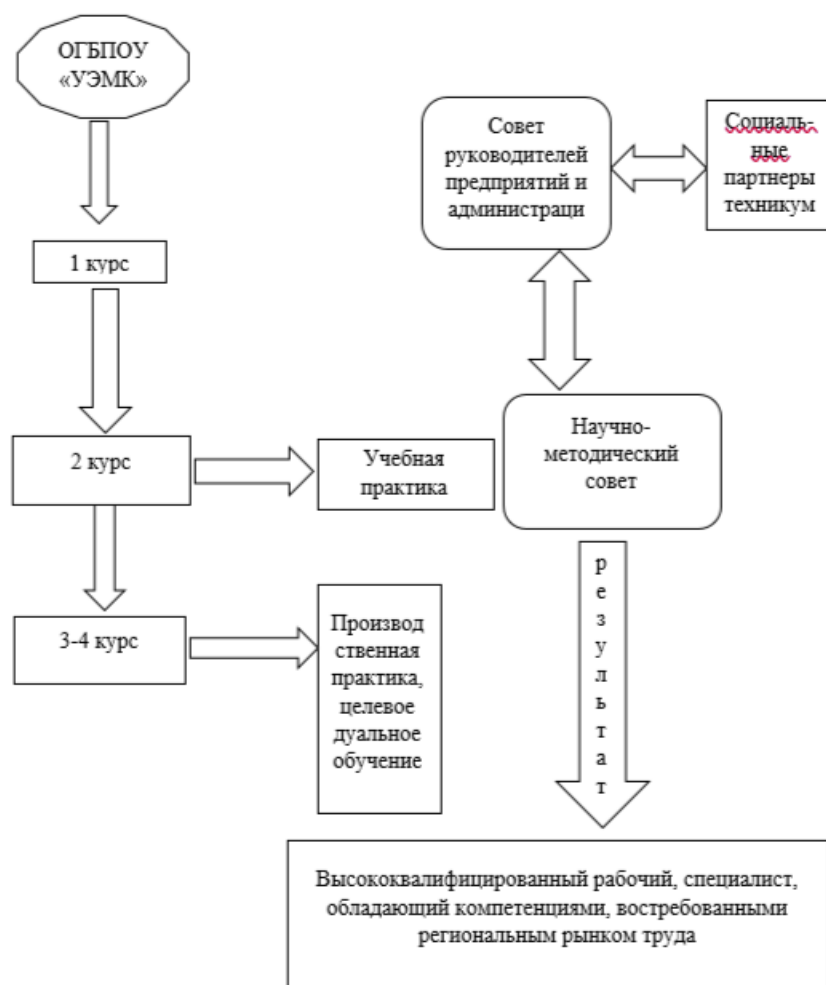 ОГБПОУ
«УЭМК»
1 курс
2 курс
3-4 курс
Учебная
практика
Производ
ственная
практика,
целевое
дуальное
обучение
Совет
руководителей
предприятий и
администраци
Социаль-
ные
партнеры
техникум
Научно-
методический
совет
результат
Высококвалифицированный рабочий, специалист,
обладающий компетенциями, востребованными
региональным рынком труда